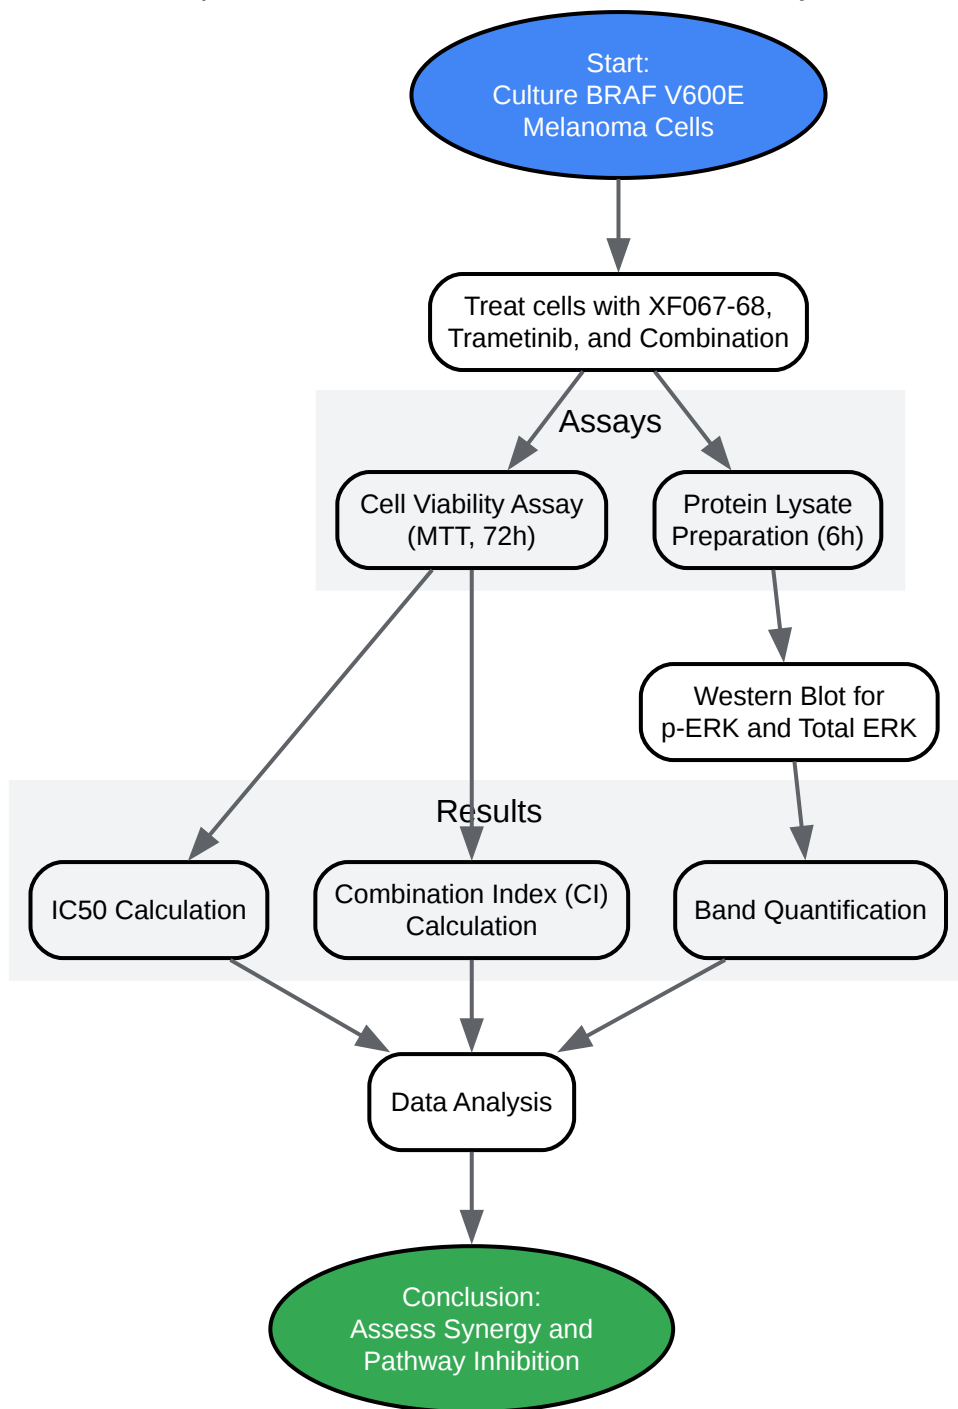 Start:
Culture BRAF V600E
Melanoma Cells
Treat cells with XF067-68,
Trametinib, and Combination
Assays
Cell Viability Assay
(MTT, 72h)
Protein Lysate
Preparation (6h)
Western Blot for
p-ERK and Total ERK
Results
IC50 Calculation
Combination Index (CI)
Calculation
Band Quantification
Data Analysis
Conclusion:
Assess Synergy and
Pathway Inhibition